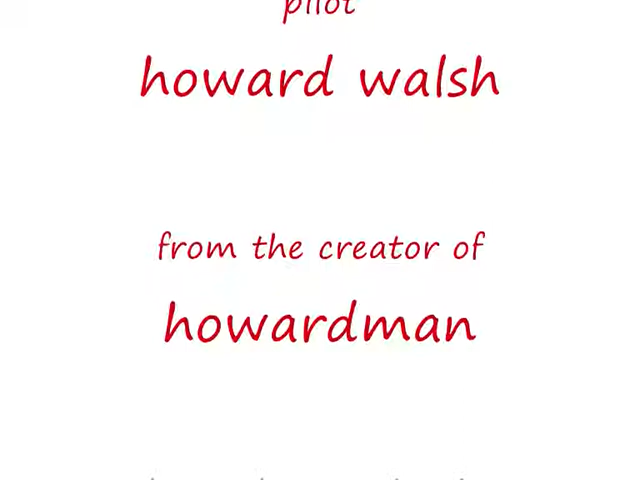 pilot
howard walsh
from the creator of
howardman